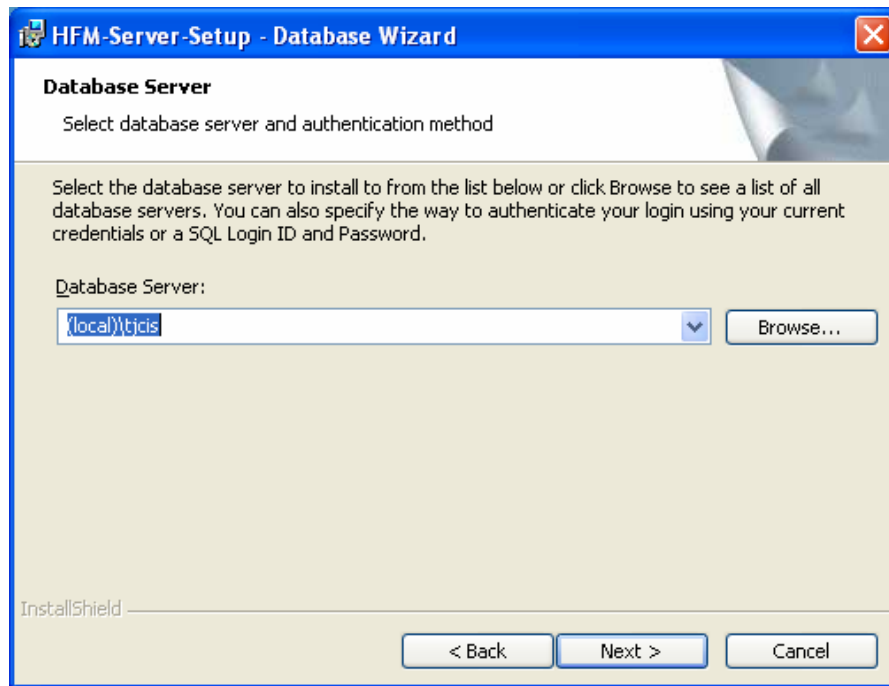 HFM-Server-Setup - Database Wizard
Database Server
Select database server and authentication method
Select the database server to install to from the list below or click Browse to see a list of all
database servers. You can also specify the way to authenticate your login using your current
credentials or a SQL Login ID and Password.
Database Server:
(local)\tjcis
Browse...
InstallShield
< Back
Next >
Cancel